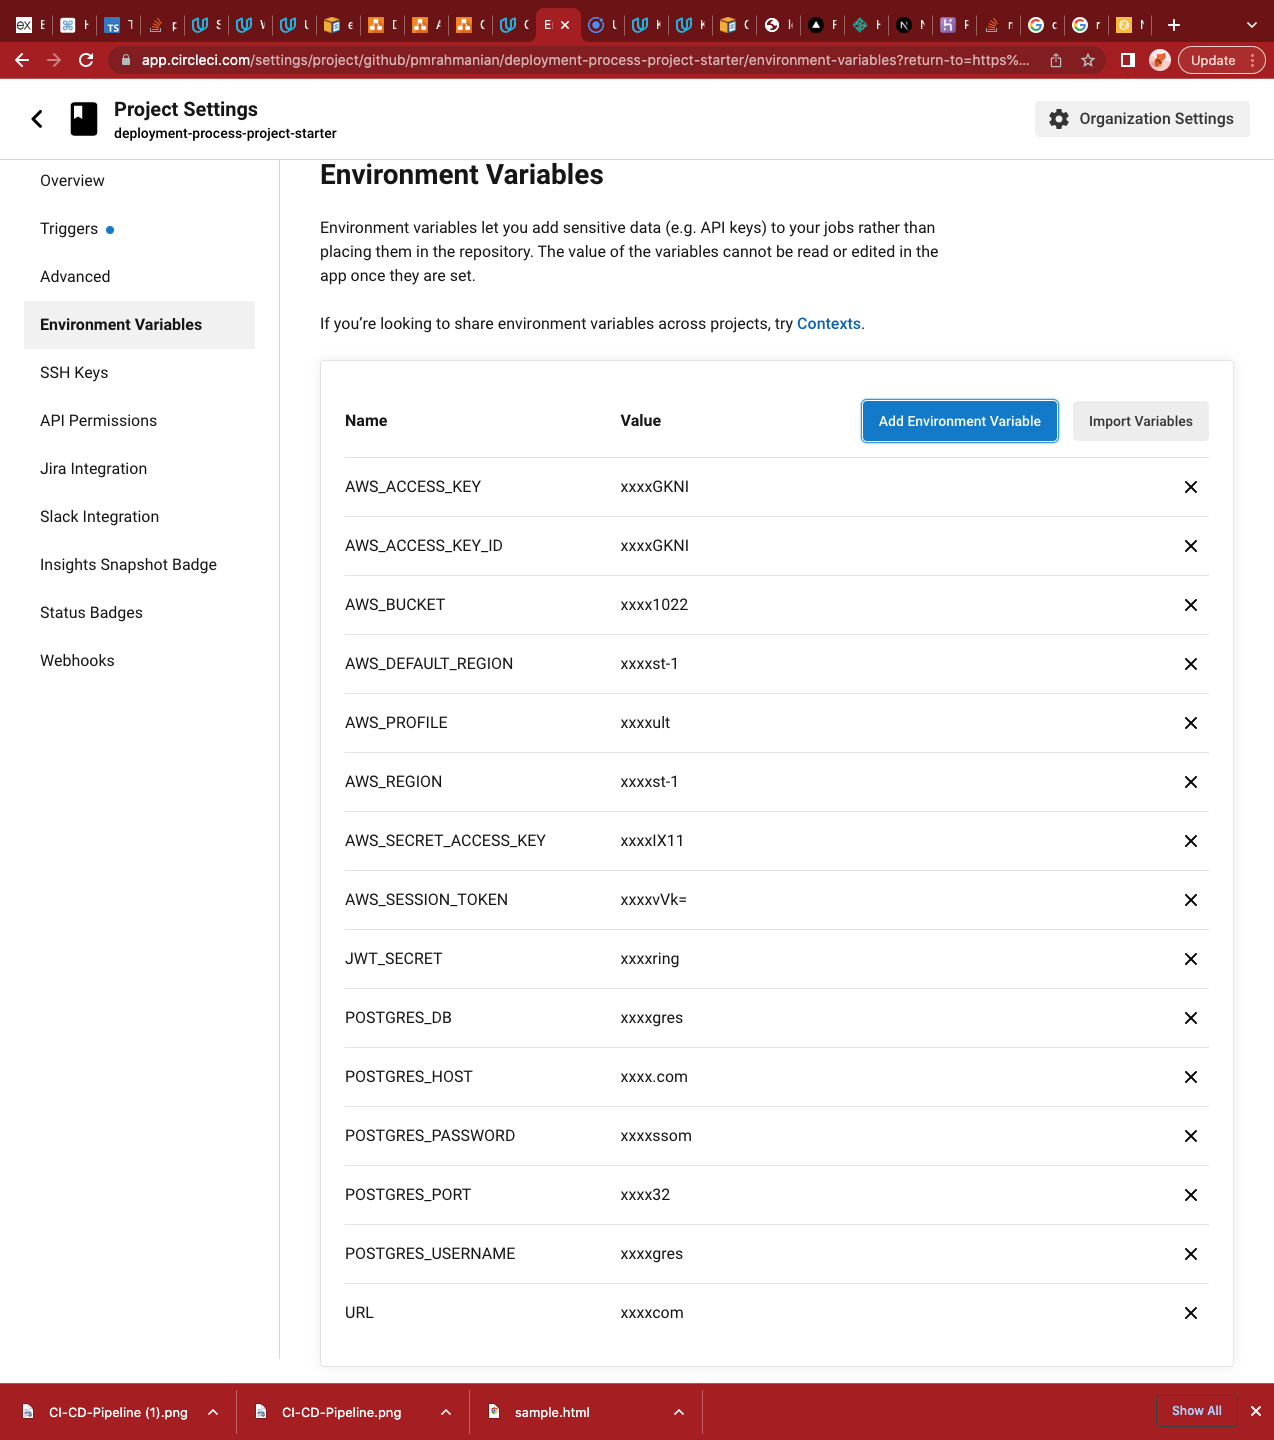 app.circleci.com/settings/project/github/pmrahmanian/deployment-process-project-starter/environment-variables?return-to=https%...
Update
Project Settings
deployment-process-project-starter
Organization Settings
Overview
Triggers
Advanced
Environment Variables
SSH Keys
API Permissions
Jira Integration
Slack Integration
Insights Snapshot Badge
Status Badges
Webhooks
Environment Variables
Environment variables let you add sensitive data (e.g. API keys) to your jobs rather than
placing them in the repository. The value of the variables cannot be read or edited in the
app once they are set.
If you’re looking to share environment variables across projects, try Contexts.
Name Value Add Environment Variable Import Variables
AWS_ACCESS_KEY xxxxGKNI
AWS_ACCESS_KEY_ID xxxxGKNI
AWS_BUCKET xxxx1022
AWS_DEFAULT_REGION xxxxst-1
AWS_PROFILE xxxxult
AWS_REGION xxxxst-1
AWS_SECRET_ACCESS_KEY xxxxIX11
AWS_SESSION_TOKEN xxxxvVk=
JWT_SECRET xxxxring
POSTGRES_DB xxxxgres
POSTGRES_HOST xxxx.com
POSTGRES_PASSWORD xxxxssom
POSTGRES_PORT xxxx32
POSTGRES_USERNAME xxxxgres
URL xxxxcom
CI-CD-Pipeline (1).png
CI-CD-Pipeline.png
sample.html
Show All